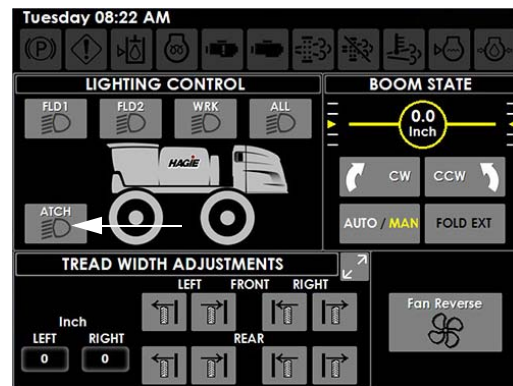 Tuesday 08:22 AM
LIGHTING CONTROL
FLD1 FLD2 WRK ALL
HAGIE
ATCH
BOOM STATE
0.0
Inch
CW CCW
AUTO / MAN FOLD EXT
TREAD WIDTH ADJUSTMENTS
LEFT FRONT RIGHT
Inch
LEFT RIGHT
0 0
REAR
Fan Reverse